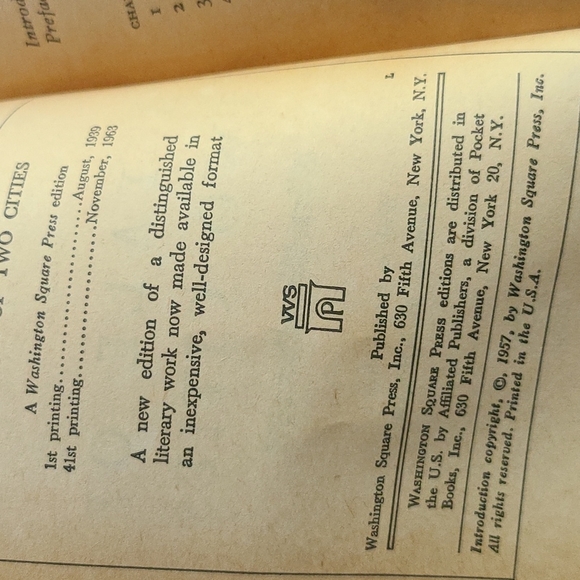 TWO CITIES
A Washington Square Press edition
1st printing....................August, 1939
41st printing....................November, 1963
A new edition of a distinguished
literary work now made available in
an inexpensive, well-designed format
WS
P
Published by
Washington Square Press, Inc., 630 Fifth Avenue, New York, N.Y.
L
WASHINGTON SQUARE PRESS editions are distributed in
the U.S. by Affiliated Publishers, a division of Pocket
Books, Inc., 630 Fifth Avenue, New York 20, N.Y.
Introduction copyright, ©, 1957, by Washington Square Press, Inc.
All rights reserved. Printed in the U.S.A.
CHA
1
2
3